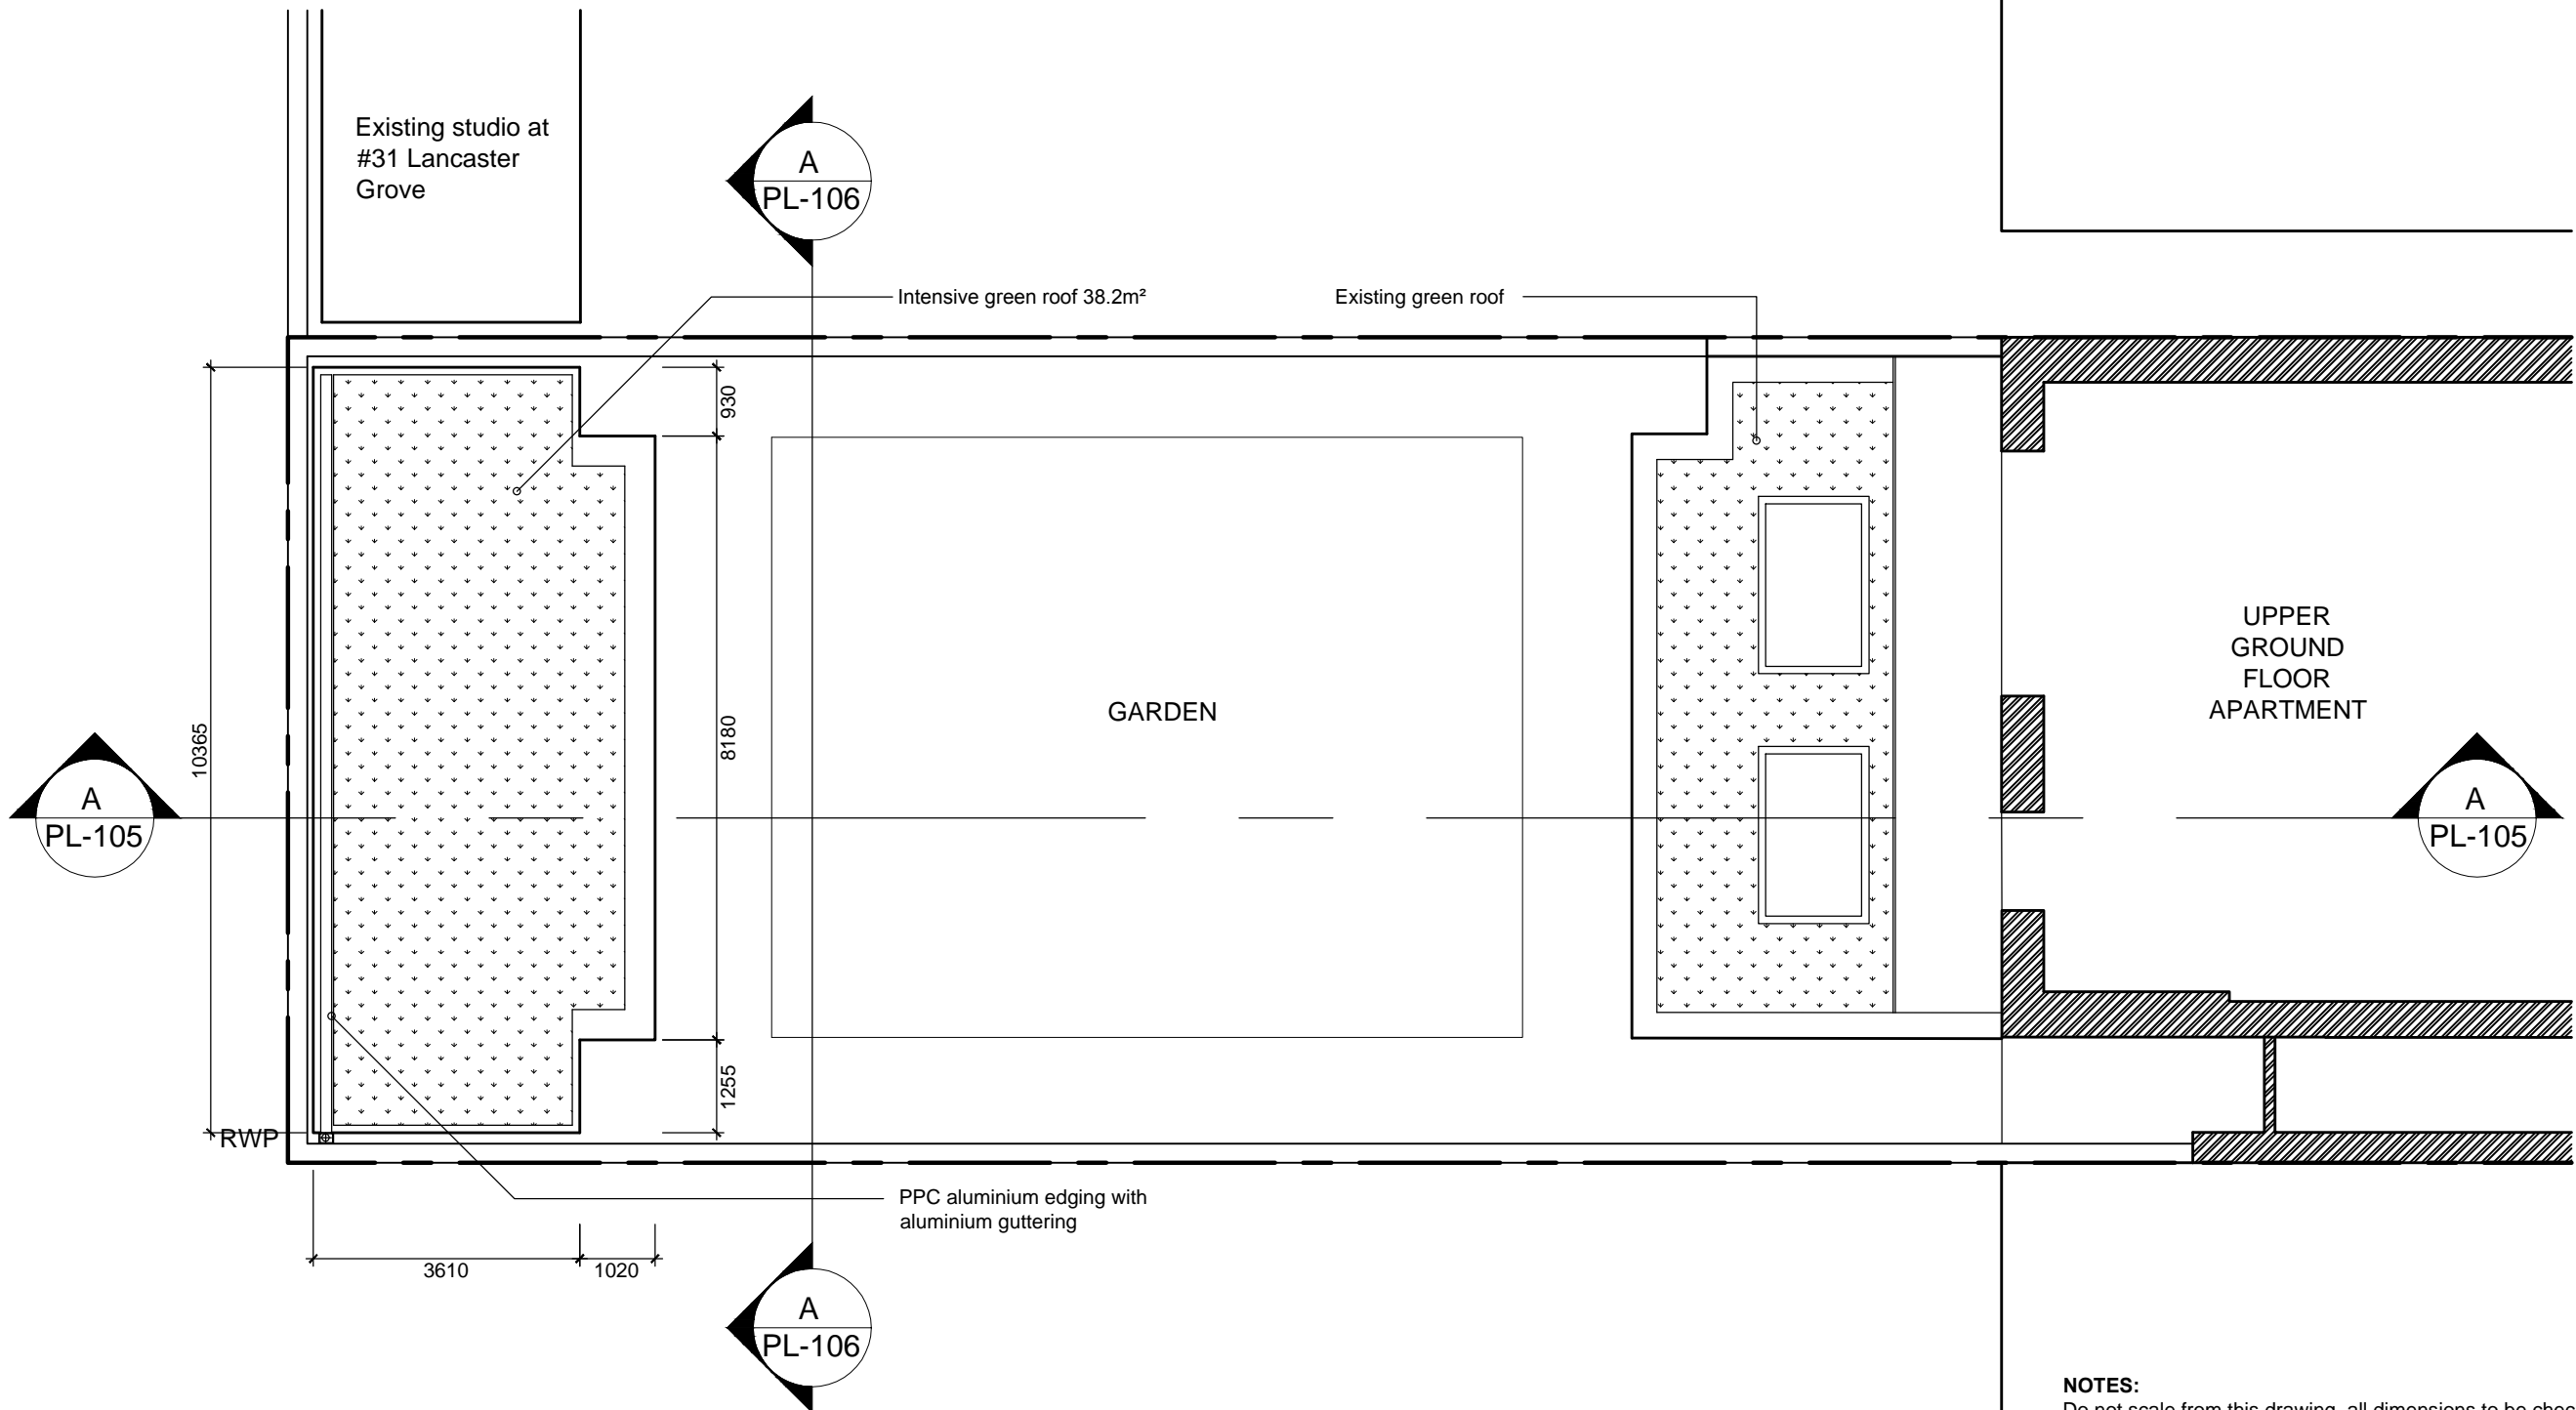 Existing studio at
#31 Lancaster
Grove
A
PL-106
Intensive green roof 38.2m²
Existing green roof
930
10365
8180
GARDEN
UPPER
GROUND
FLOOR
APARTMENT
A
PL-105
A
PL-105
1255
RWP
PPC aluminium edging with
aluminium guttering
3610
1020
A
PL-106
NOTES: